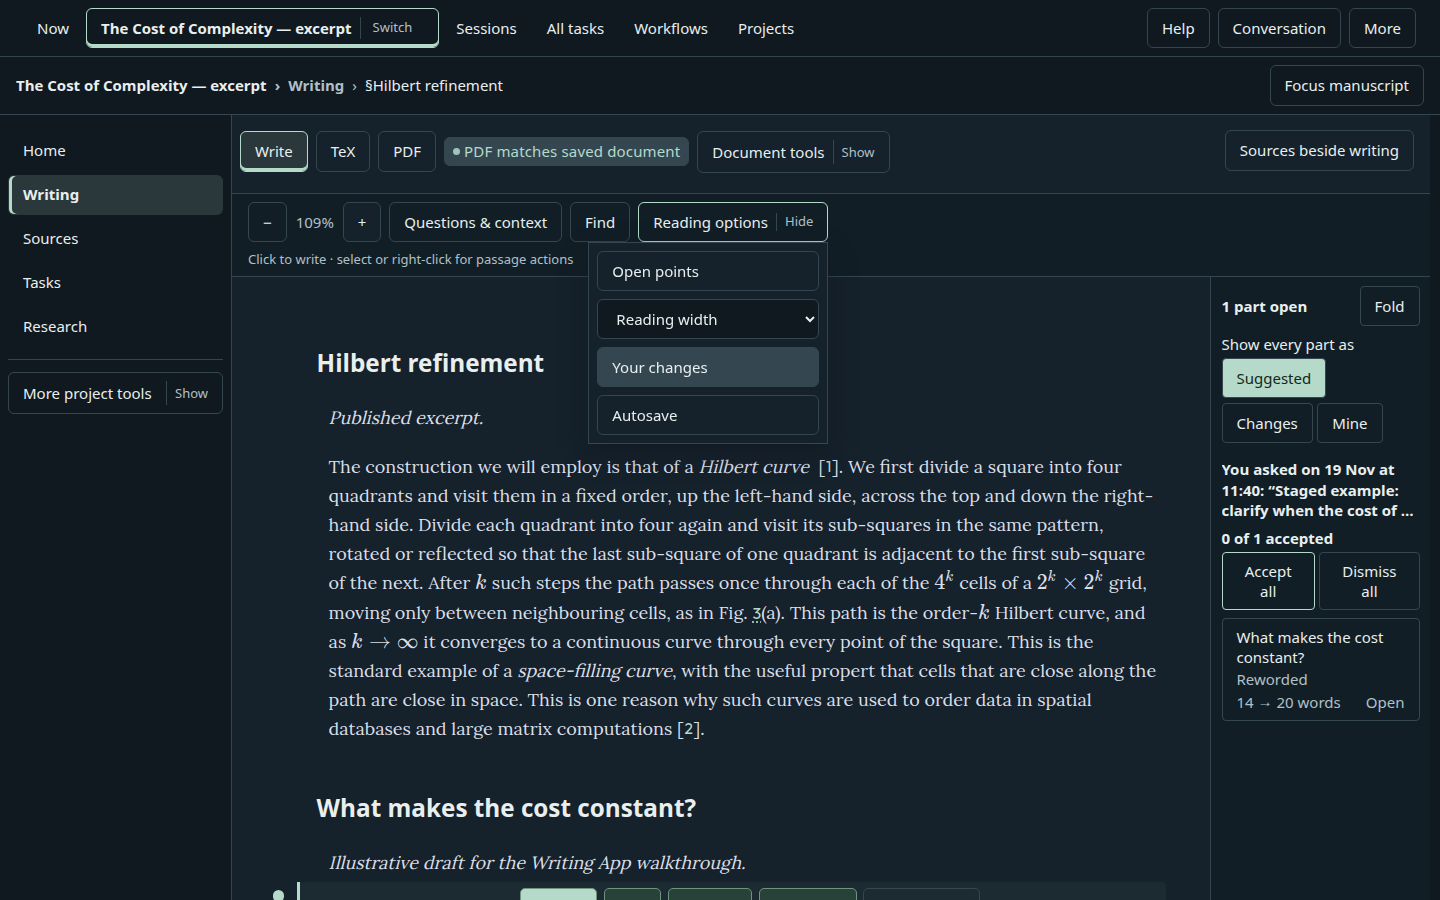 Now
The Cost of Complexity — excerpt Switch
Sessions
All tasks
Workflows
Projects
Help
Conversation
More
The Cost of Complexity — excerpt › Writing › §Hilbert refinement
Focus manuscript
Home
Writing
Sources
Tasks
Research
More project tools Show
Write
TeX
PDF
PDF matches saved document
Document tools Show
Sources beside writing
−
109%
+
Questions & context
Find
Reading options Hide
Click to write · select or right-click for passage actions
Open points
Reading width
Your changes
Autosave
Hilbert refinement
Published excerpt.
The construction we will employ is that of a Hilbert curve [1]. We first divide a square into four
quadrants and visit them in a fixed order, up the left-hand side, across the top and down the right-
hand side. Divide each quadrant into four again and visit its sub-squares in the same pattern,
rotated or reflected so that the last sub-square of one quadrant is adjacent to the first sub-square
of the next. After k such steps the path passes once through each of the 4^k cells of a 2^k × 2^k grid,
moving only between neighbouring cells, as in Fig. 3(a). This path is the order-k Hilbert curve, and
as k → ∞ it converges to a continuous curve through every point of the square. This is the
standard example of a space-filling curve, with the useful propert that cells that are close along the
path are close in space. This is one reason why such curves are used to order data in spatial
databases and large matrix computations [2].
What makes the cost constant?
Illustrative draft for the Writing App walkthrough.
1 part open
Fold
Show every part as
Suggested
Changes
Mine
You asked on 19 Nov at
11:40: “Staged example:
clarify when the cost of ...
0 of 1 accepted
Accept
all
Dismiss
all
What makes the cost
constant?
Reworded
14 → 20 words Open